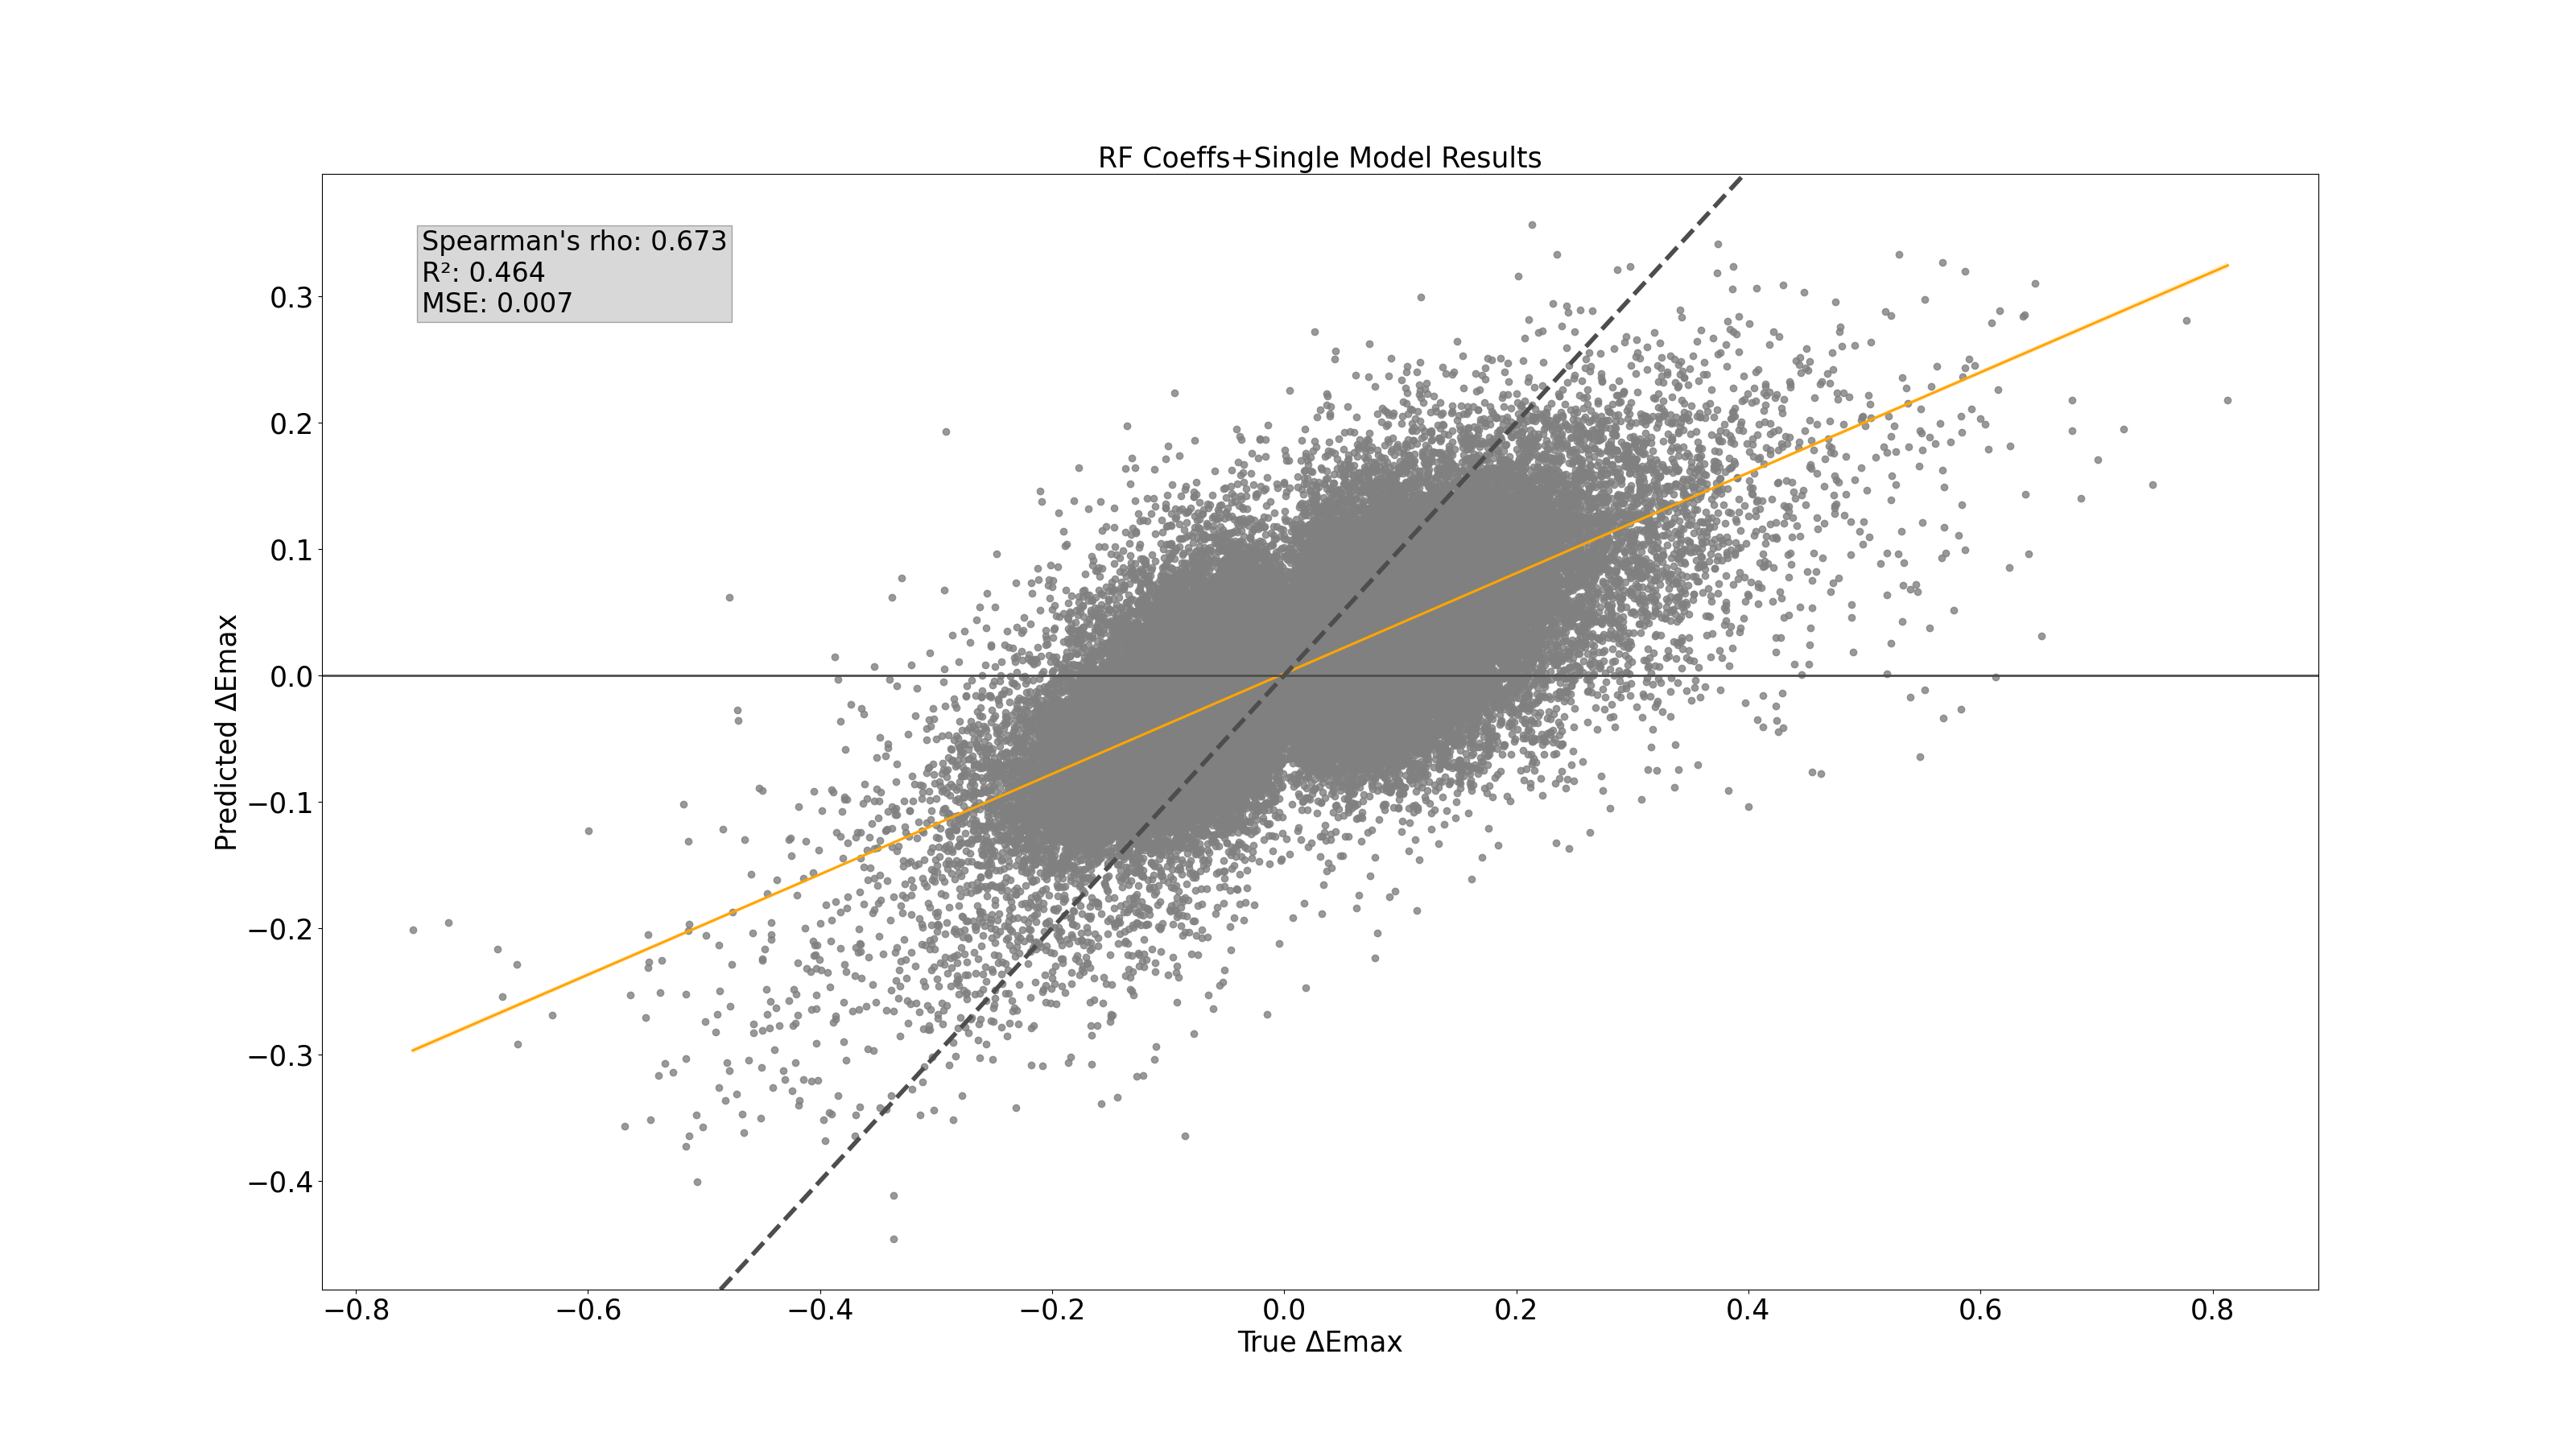 RF Coeffs+Single Model Results
Spearman's rho: 0.673
R²: 0.464
MSE: 0.007
Predicted ΔEmax
0.3
0.2
0.1
0.0
−0.1
−0.2
−0.3
−0.4
−0.8 −0.6 −0.4 −0.2 0.0 0.2 0.4 0.6 0.8
True ΔEmax